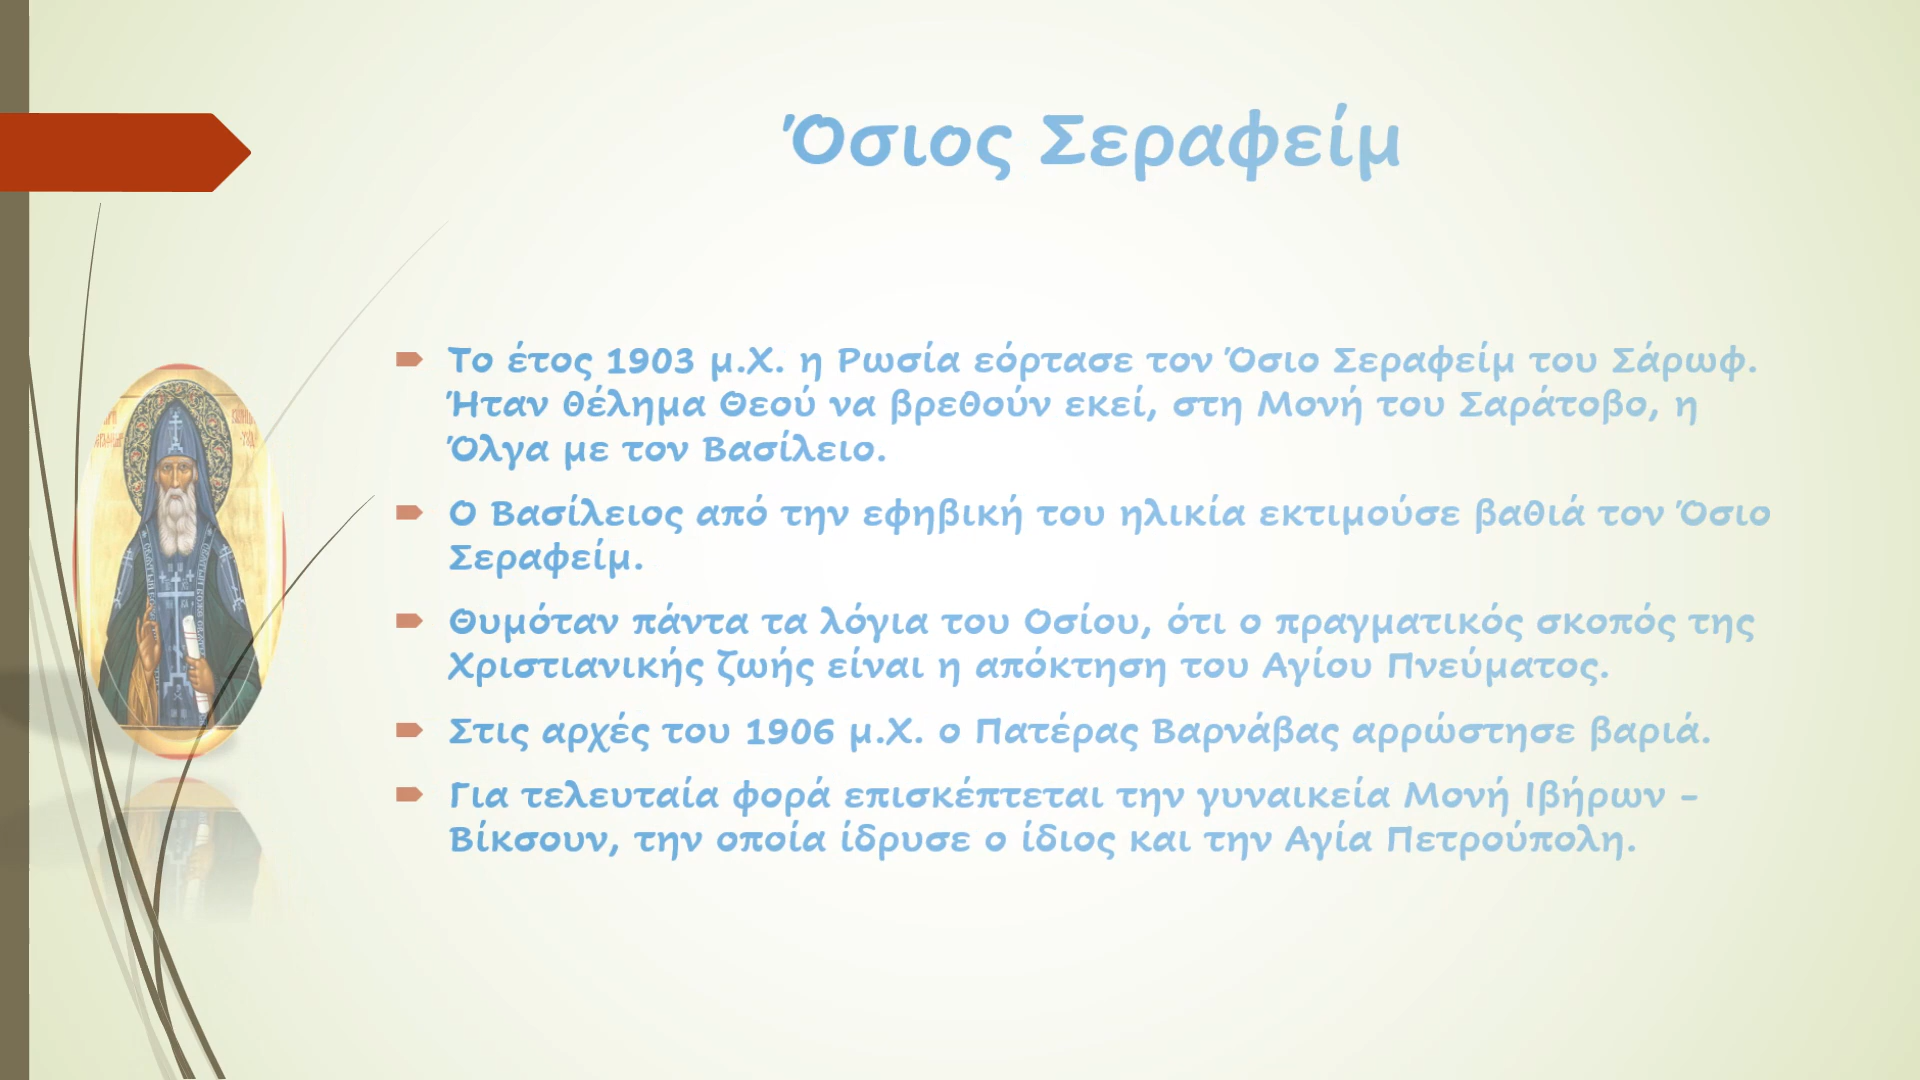 Όσιος Σεραφείμ
Το έτος 1903 μ.Χ. η Ρωσία εόρτασε τον Όσιο Σεραφείμ του Σάρωφ.
Ήταν θέλημα Θεού να βρεθούν εκεί, στη Μονή του Σαράτοβο, η
Όλγα με τον Βασίλειο.
Ο Βασίλειος από την εφηβική του ηλικία εκτιμούσε βαθιά τον Όσιο
Σεραφείμ.
Θυμόταν πάντα τα λόγια του Οσίου, ότι ο πραγματικός σκοπός της
Χριστιανικής ζωής είναι η απόκτηση του Αγίου Πνεύματος.
Στις αρχές του 1906 μ.Χ. ο Πατέρας Βαρνάβας αρρώστησε βαριά.
Για τελευταία φορά επισκέπτεται την γυναικεία Μονή Ιβήρων –
Βίκσουν, την οποία ίδρυσε ο ίδιος και την Αγία Πετρούπολη.